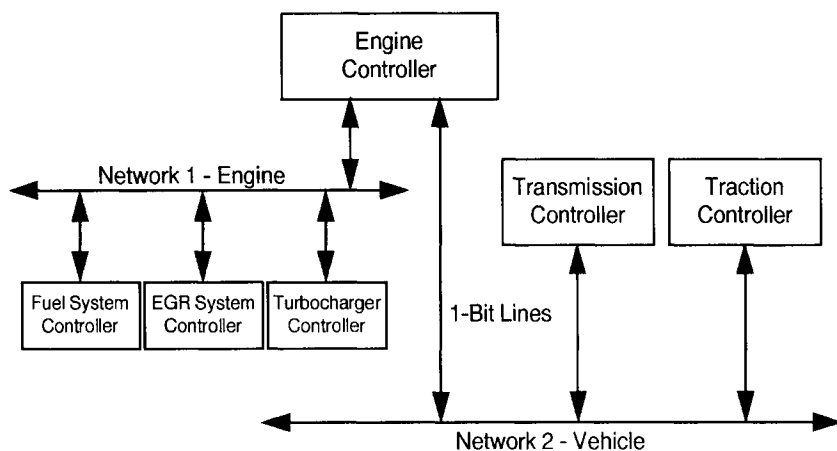 Engine
Controller
Network 1 - Engine
Transmission
Controller
Traction
Controller
Fuel System
Controller
EGR System
Controller
Turbocharger
Controller
1-Bit Lines
Network 2 - Vehicle